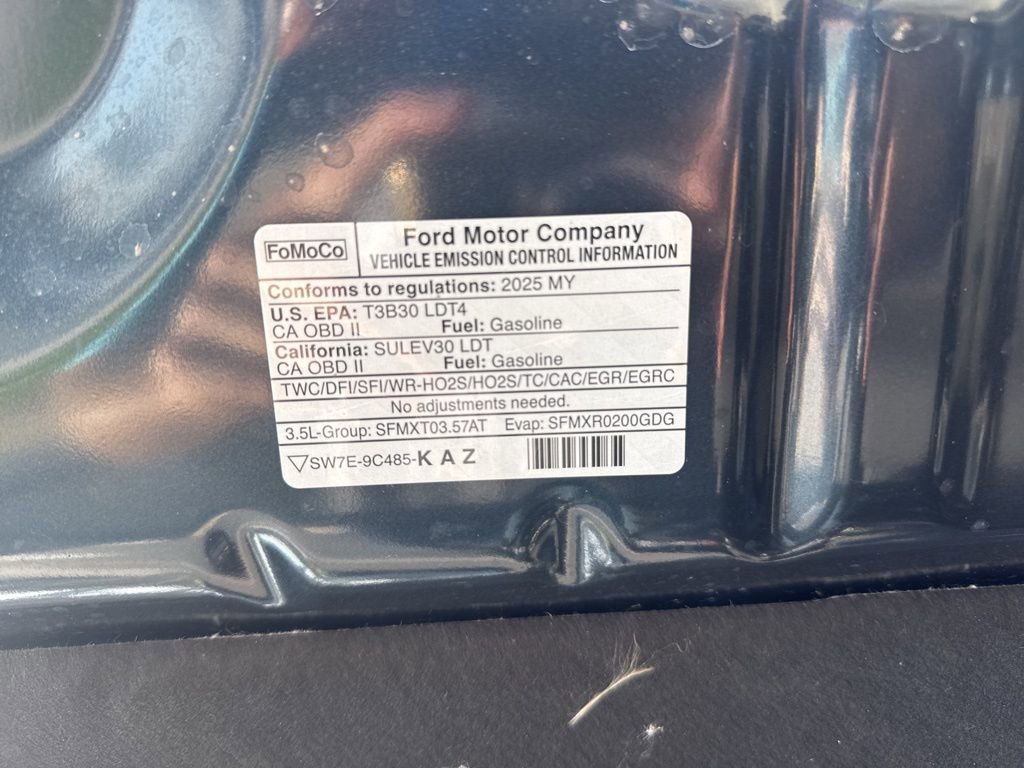 FoMoCo
Ford Motor Company
VEHICLE EMISSION CONTROL INFORMATION
Conforms to regulations: 2025 MY
U.S. EPA: T3B30 LDT4
CA OBD II Fuel: Gasoline
California: SULEV30 LDT
CA OBD II Fuel: Gasoline
TWC/DFI/SFI/WR-HO2S/HO2S/TC/CAC/EGR/EGRC
No adjustments needed.
3.5L-Group: SFMXT03.57AT Evap: SFMXR0200GDG
SW7E-9C485-K A Z